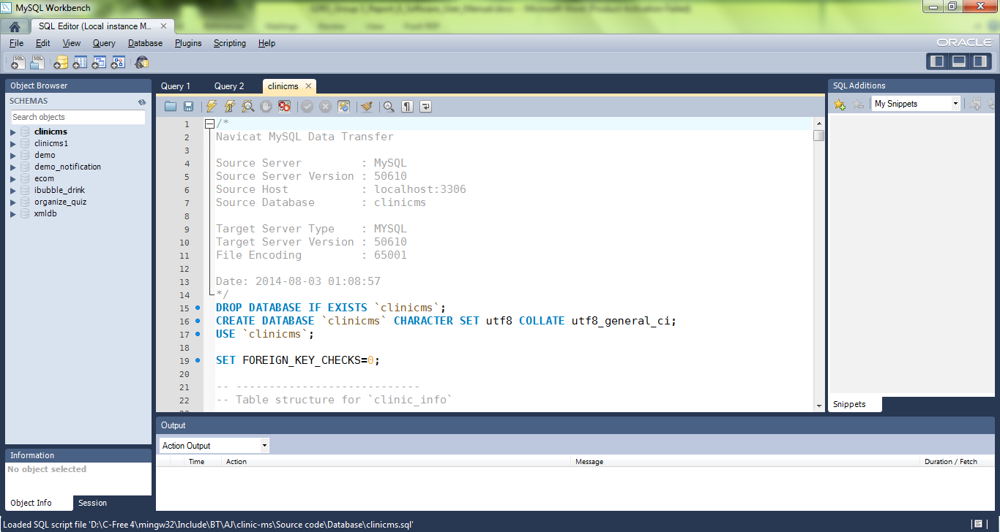 MySQL Workbench
SQL Editor (Local instance M...
File Edit View Query Database Plugins Scripting Help
ORACLE
Object Browser
SCHEMAS
Search objects
clinicms
clinicms1
demo
demo_notification
ecom
ibubble_drink
organize_quiz
xmldb
Information
No object selected
Object Info Session
Query 1 Query 2 clinicms
1 /*
2 Navicat MySQL Data Transfer
3
4 Source Server : MySQL
5 Source Server Version : 50610
6 Source Host : localhost:3306
7 Source Database : clinicms
8
9 Target Server Type : MYSQL
10 Target Server Version : 50610
11 File Encoding : 65001
12
13 Date: 2014-08-03 01:08:57
14 */
15 DROP DATABASE IF EXISTS `clinicms`;
16 CREATE DATABASE `clinicms` CHARACTER SET utf8 COLLATE utf8_general_ci;
17 USE `clinicms`;
18
19 SET FOREIGN_KEY_CHECKS=0;
20
21 -- ----------------------------
22 -- Table structure for `clinic_info`
SQL Additions
My Snippets
Snippets
Output
Action Output
Time Action Message Duration / Fetch
Loaded SQL script file 'D:\C-Free 4\mingw32\Include\BT\AJ\clinic-ms\Source code\Database\clinicms.sql'